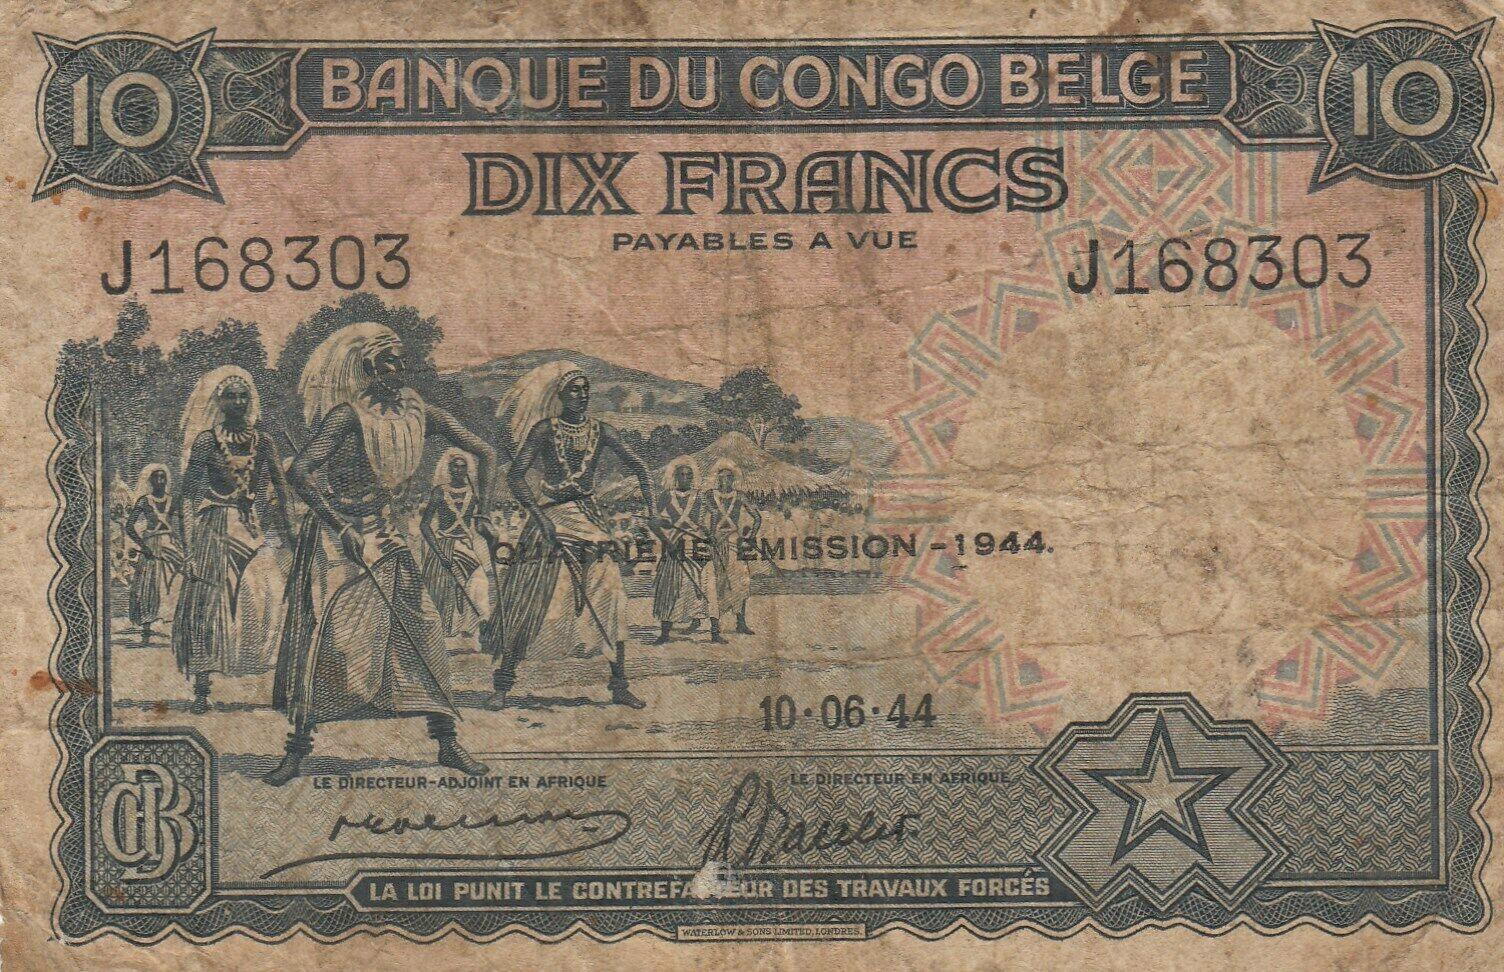 10 BANQUE DU CONGO BELGE 10
DIX FRANCS
PAYABLES A VUE
J168303 J168303
QUATRIÈME ÉMISSION - 1944.
10·06·44
LE DIRECTEUR-ADJOINT EN AFRIQUE LE DIRECTEUR EN AFRIQUE
LA LOI PUNIT LE CONTREFACTEUR DES TRAVAUX FORCÉS
WATERLOW & SONS LIMITED, LONDRES.